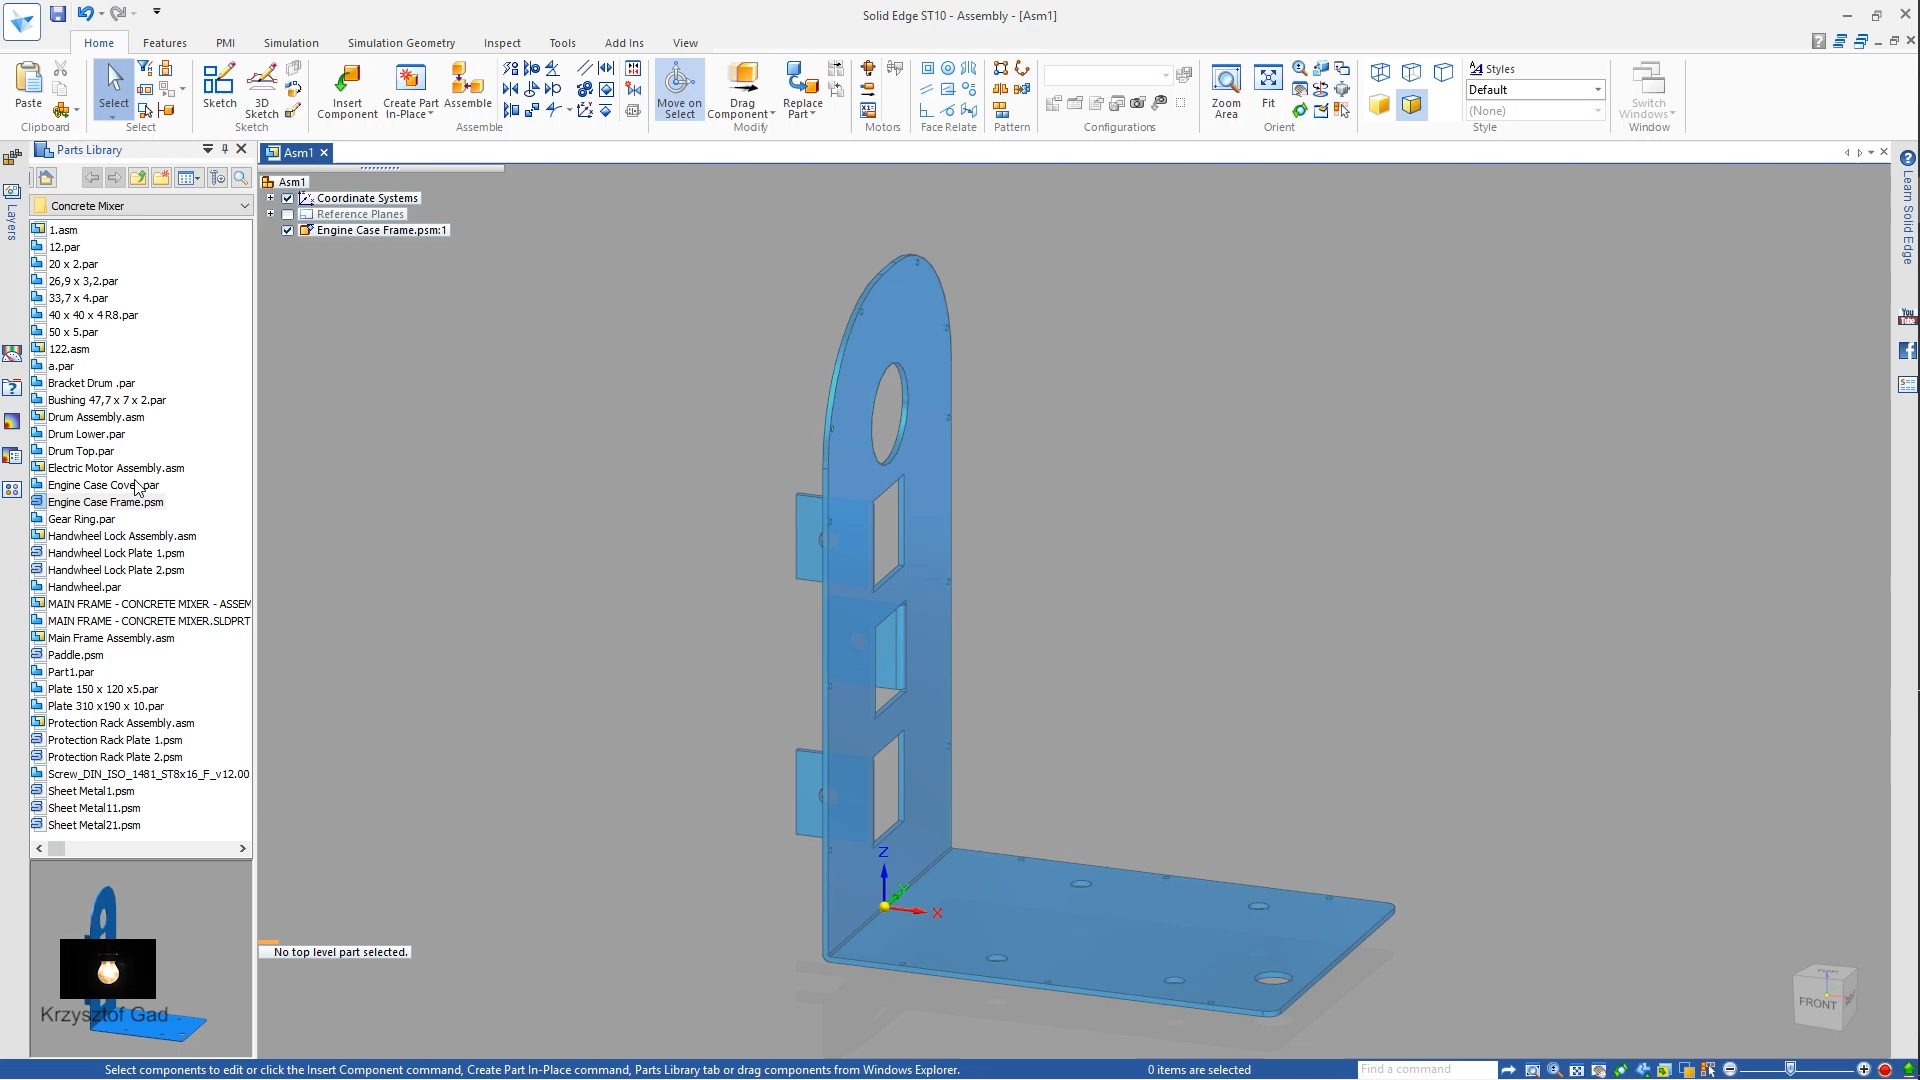 Solid Edge ST10 - Assembly - [Asm1]
Home Features PMI Simulation Simulation Geometry Inspect Tools Add Ins View
Paste
Clipboard
Select
Select
Sketch
3D Sketch
Sketch
Insert Component
Create Part In-Place
Assemble
Assemble
Move on Select
Drag Component
Replace Part
Modify
Motors
Face Relate
Pattern
Configurations
Zoom Area
Fit
Orient
Styles
Default
(None)
Style
Switch Windows
Window
Parts Library
Asm1
Concrete Mixer
Layers
1.asm
12.par
20 x 2.par
26,9 x 3,2.par
33,7 x 4.par
40 x 40 x 4 R8.par
50 x 5.par
122.asm
a.par
Bracket Drum .par
Bushing 47,7 x 7 x 2.par
Drum Assembly.asm
Drum Lower.par
Drum Top.par
Electric Motor Assembly.asm
Engine Case Cove par
Engine Case Frame.psm
Gear Ring.par
Handwheel Lock Assembly.asm
Handwheel Lock Plate 1.psm
Handwheel Lock Plate 2.psm
Handwheel.par
MAIN FRAME - CONCRETE MIXER - ASSEM
MAIN FRAME - CONCRETE MIXER.SLDPRT
Main Frame Assembly.asm
Paddle.psm
Part1.par
Plate 150 x 120 x5.par
Plate 310 x190 x 10.par
Protection Rack Assembly.asm
Protection Rack Plate 1.psm
Protection Rack Plate 2.psm
Screw_DIN_ISO_1481_ST8x16_F_v12.00
Sheet Metal1.psm
Sheet Metal11.psm
Sheet Metal21.psm
Krzysztof Gad
Asm1
Coordinate Systems
Reference Planes
Engine Case Frame.psm:1
Z
Y
X
No top level part selected.
TOP
FRONT
Learn Solid Edge
You Tube
Select components to edit or click the Insert Component command, Create Part In-Place command, Parts Library tab or drag components from Windows Explorer.
0 items are selected
Find a command